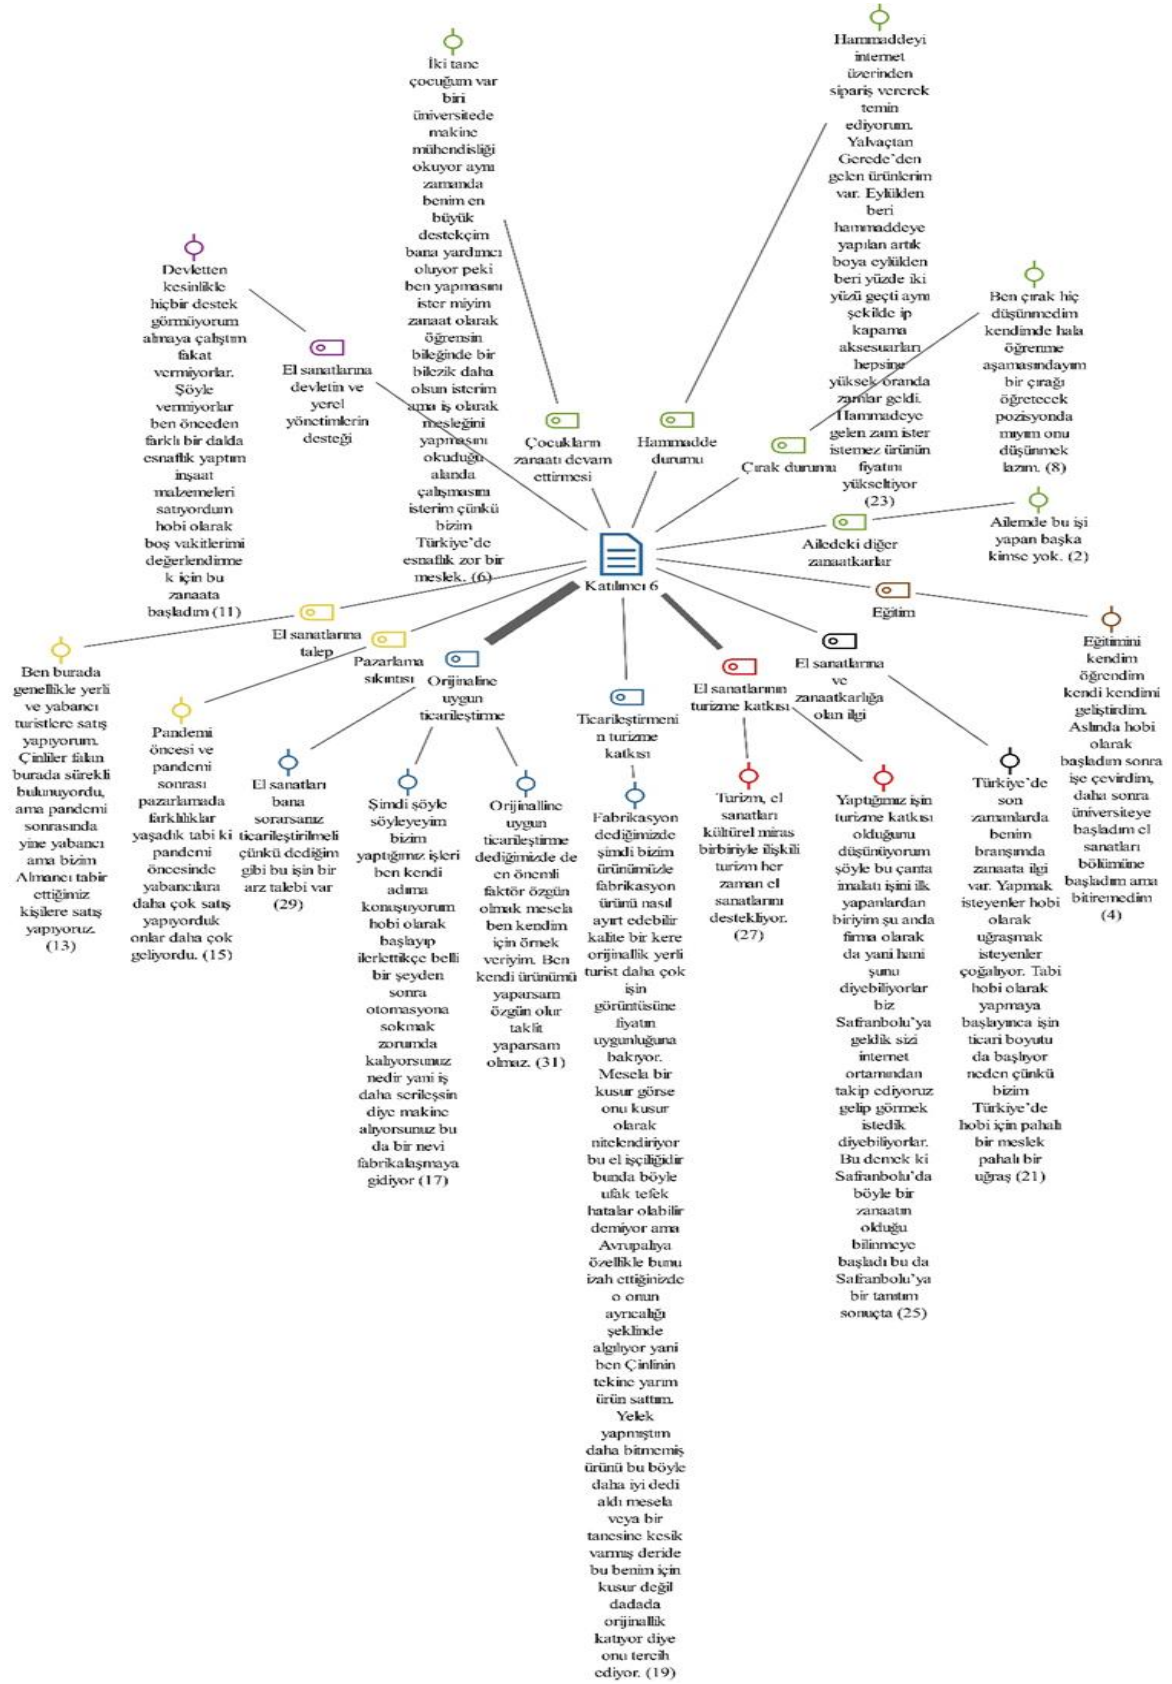 İki tane
çocuğum var
biri
üniversitede
makine
mühendisliği
okuyor aynı
zamanda
benim en
büyük
destekçim
bana yardımcı
oluyor peki
ben yapmasını
ister miyim
zanaat olarak
öğrensin
bileğinde bir
bilezik daha
olsun isterim
ama iş olarak
mesleğini
yapmasını
okuduğu
alanda
çalışmasını
isterim çünkü
bizim
Türkiye'de
esnaflık zor bir
meslek. (6)
Hammaddeyi
internet
üzerinden
sipariş vererek
temin
ediyorum.
Yalvaçtan
Gerede'den
gelen ürünlerim
var. Eylülden
beri
hammaddeye
yapılan artık
boya eylülden
beri yüzde iki
yüzü geçti aynı
şekilde ip
kapama
aksesuarları
hepsine
yüksek oranda
zamlar geldi.
Hammadeye
gelen zam ister
istemez ürünün
fiyatını
yükseltiyor
(23)
Devletten
kesinlikle
hiçbir destek
görmüyorum
almaya çalıştım
fakat
vermiyorlar.
Şöyle
vermiyorlar
ben önceden
farklı bir dalda
esnaflık yaptım
inşaat
malzemeleri
satıyordum
hobi olarak
boş vakitlerimi
değerlendirme
k için bu
zanaata
başladım (11)
Ben çırak hiç
düşünmedim
kendimde hala
öğrenme
aşamasındayım
bir çırağı
öğretecek
pozisyonda
mıyım onu
düşünmek
lazım. (8)
El sanatlarına
devletin ve
yerel
yönetimlerin
desteği
Çocukların
zanaatı devam
ettirmesi
Hammadde
durumu
Çırak durumu
Ailedeki diğer
zanaatkarlar
Ailemde bu işi
yapan başka
kimse yok. (2)
Katılımcı 6
Eğitim
El sanatlarına
talep
Pazarlama
sıkıntısı
Orijinaline
uygun
ticarileştirme
Ticarileştirmeni
n turizme
katkısı
El sanatlarının
turizme katkısı
El sanatlarına
ve
zanaatkarlığa
olan ilgi
Ben burada
genellikle yerli
ve yabancı
turistlere satış
yapıyorum.
Çinliler falan
burada sürekli
bulunuyordu,
ama pandemi
sonrasında
yine yabancı
ama bizim
Almancı tabir
ettiğimiz
kişilere satış
yapıyoruz.
(13)
Pandemi
öncesi ve
pandemi
sonrası
pazarlamada
farklılıklar
yaşadık tabi ki
pandemi
öncesinde
yabancılara
daha çok satış
yapıyorduk
onlar daha çok
geliyordu. (15)
El sanatları
bana
sorarsanız
ticarileştirilmeli
çünkü dediğim
gibi bu işin bir
arz talebi var
(29)
Şimdi şöyle
söyleyeyim
bizim
yaptığımız işleri
ben kendi
adıma
konuşuyorum
hobi olarak
başlayıp
ilerlettikçe belli
bir şeyden
sonra
otomasyona
sokmak
zorunda
kalıyorsunuz
nedir yani iş
daha serileşsin
diye makine
alıyorsunuz bu
da bir nevi
fabrikalaşmaya
gidiyor (17)
Orijinalline
uygun
ticarileştirme
dediğimizde de
en önemli
faktör özgün
olmak mesela
ben kendim
için örnek
veriyim. Ben
kendi ürünümü
yaparsam
özgün olur
taklit
yaparsam
olmaz. (31)
Fabrikasyon
dediğimizde
şimdi bizim
ürünümüzle
fabrikasyon
ürünü nasıl
ayırt edebilir
kalite bir kere
orijinallik yerli
turist daha çok
işin
görüntüsüne
fiyatın
uygunluğuna
bakıyor.
Mesela bir
kusur görse
onu kusur
olarak
nitelendiriyor
bu el işçiliğidir
bunda böyle
ufak tefek
hatalar olabilir
demiyor ama
Avrupalıya
özellikle bunu
izah ettiğinizde
o onun
ayrıcalığı
şeklinde
algılıyor yani
ben Çinlinin
tekine yarım
ürün sattım.
Yelek
yapmıştım
daha bitmemiş
ürünü bu böyle
daha iyi dedi
aldı mesela
veya bir
tanesine kesik
varmış deride
bu benim için
kusur değil
dadada
orijinallik
katıyor diye
onu tercih
ediyor. (19)
Turizm, el
sanatları
kültürel miras
birbiriyle ilişkili
turizm her
zaman el
sanatlarını
destekliyor.
(27)
Yaptığımız işin
turizme katkısı
olduğunu
düşünüyorum
şöyle bu çanta
imalatı işini ilk
yapanlardan
biriyim şu anda
firma olarak
da yani hani
şunu
diyebiliyorlar
biz
Safranbolu'ya
geldik sizi
internet
ortamından
takip ediyoruz
gelip görmek
istedik
diyebiliyorlar.
Bu demek ki
Safranbolu'da
böyle bir
zanaatın
olduğu
bilinmeye
başladı bu da
Safranbolu'ya
bir tanıtım
sonuçta (25)
Türkiye'de
son
zamanlarda
benim
branşımda
zanaata ilgi
var. Yapmak
isteyenler hobi
olarak
uğraşmak
isteyenler
çoğalıyor. Tabi
hobi olarak
yapmaya
başlayınca işin
ticari boyutu
da başlıyor
neden çünkü
bizim
Türkiye'de
hobi için pahalı
bir meslek
pahalı bir
uğraş (21)
Eğitimini
kendim
öğrendim
kendi kendimi
geliştirdim.
Aslında hobi
olarak
başladım sonra
işe çevirdim,
daha sonra
üniversiteye
başladım el
sanatları
bölümüne
başladım ama
bitiremedim
(4)